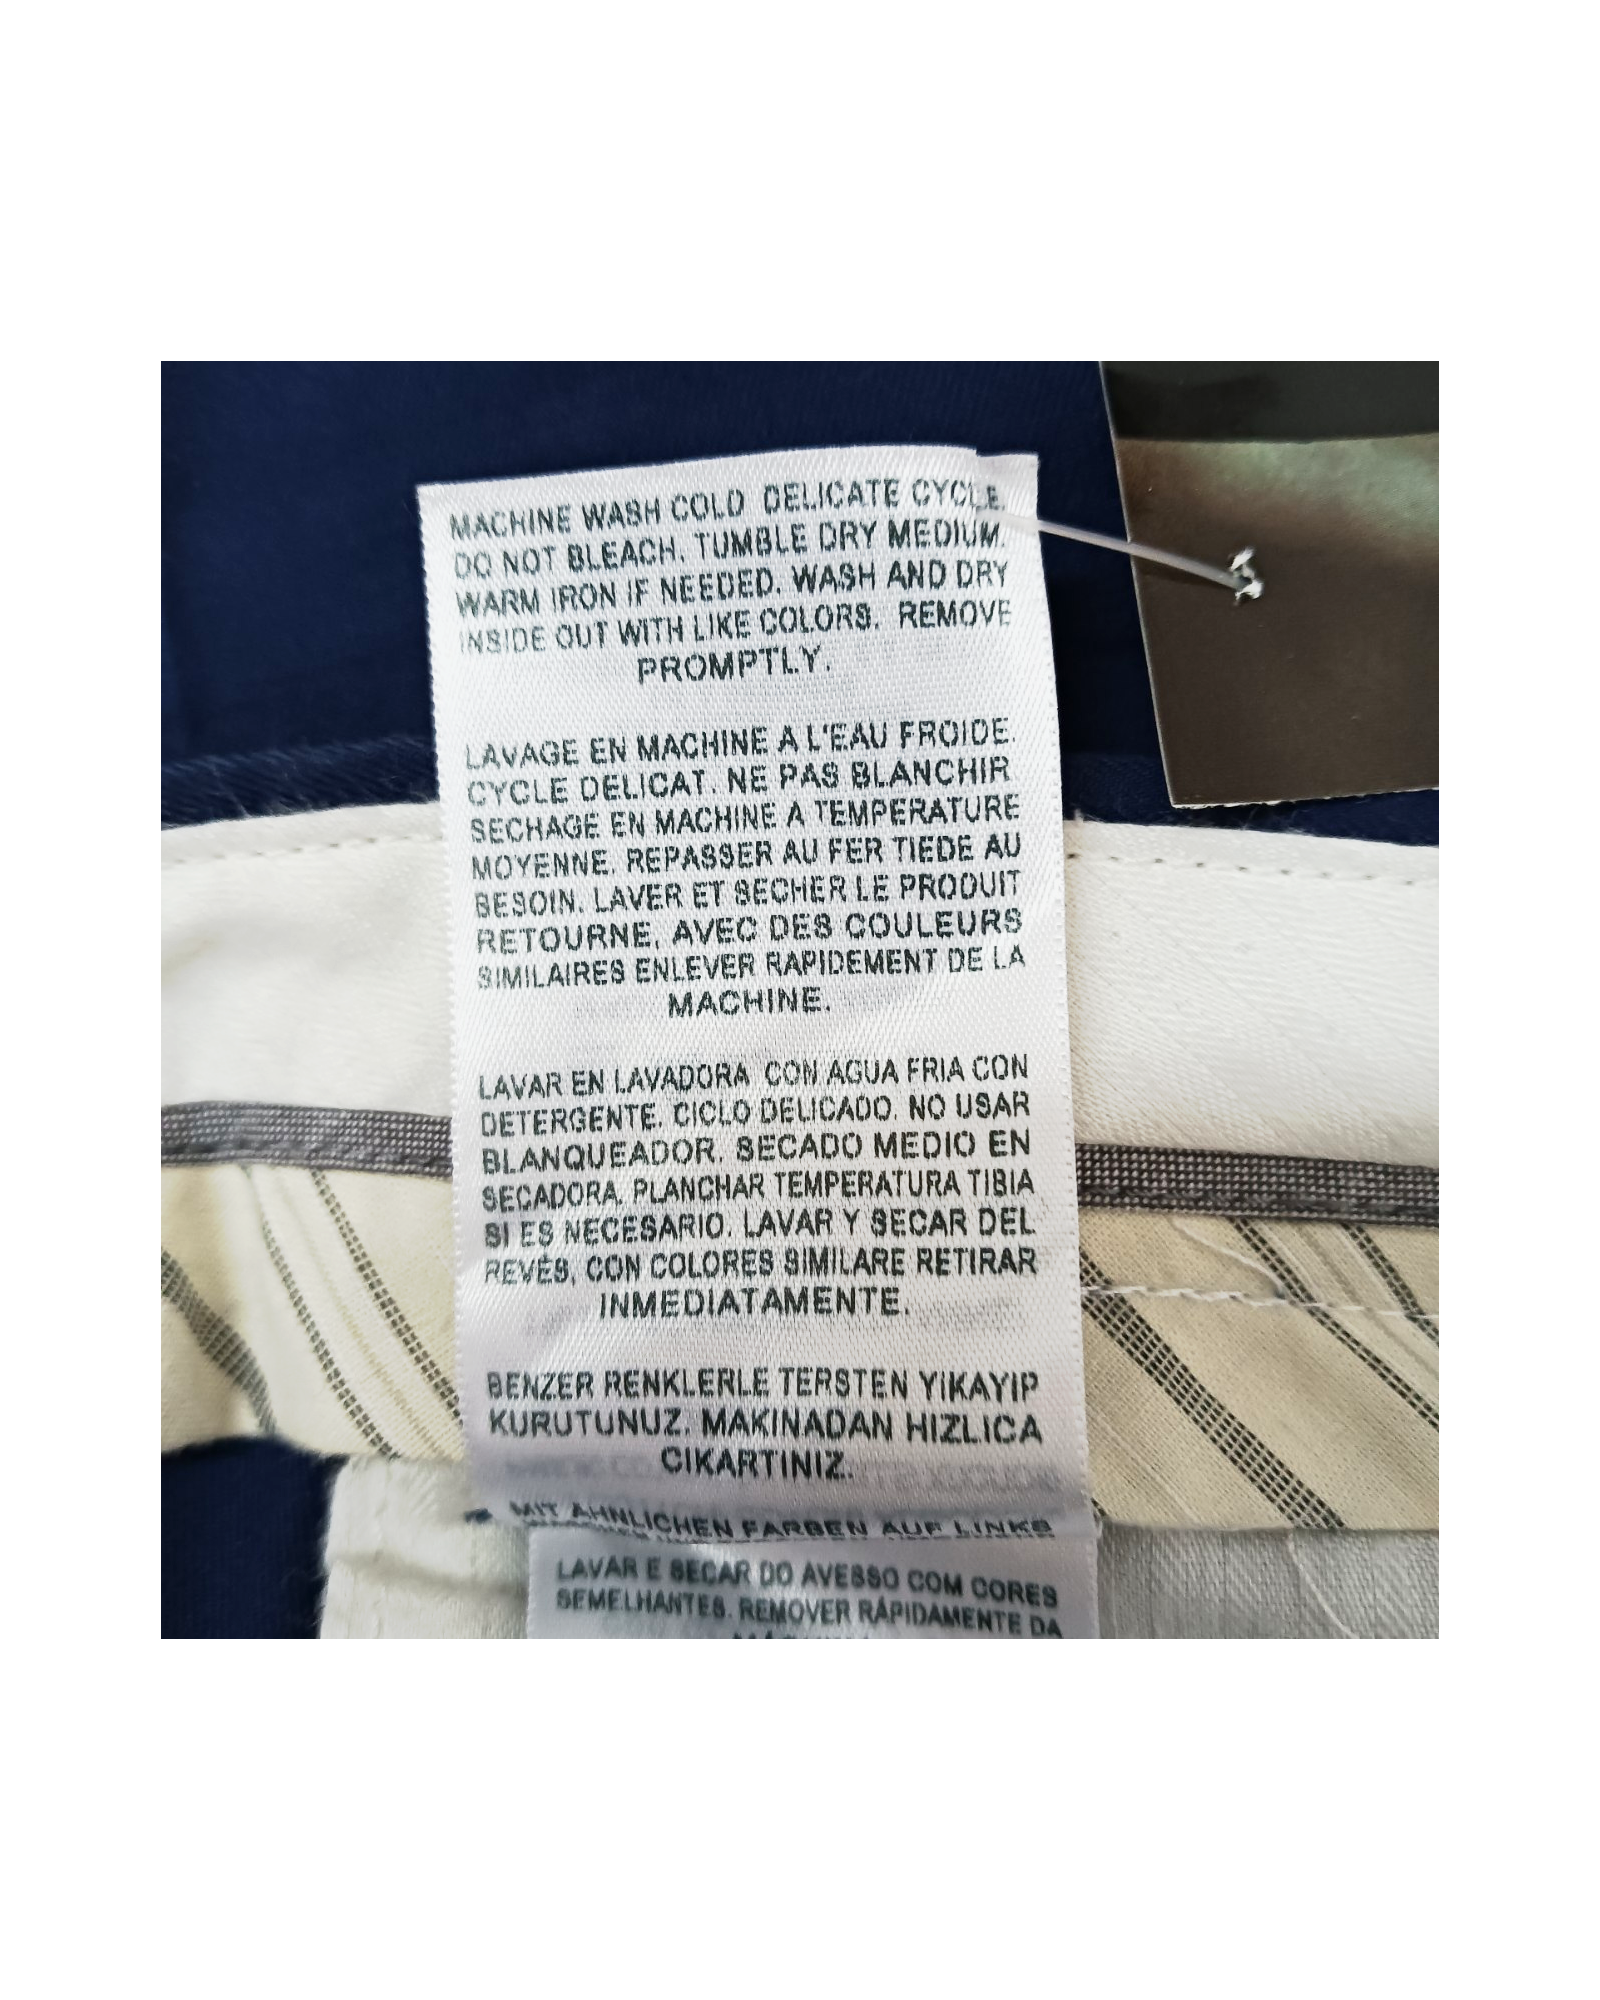 MACHINE WASH COLD DELICATE CYCLE.
DO NOT BLEACH. TUMBLE DRY MEDIUM.
WARM IRON IF NEEDED. WASH AND DRY
INSIDE OUT WITH LIKE COLORS. REMOVE
PROMPTLY.
LAVAGE EN MACHINE A L'EAU FROIDE.
CYCLE DELICAT. NE PAS BLANCHIR
SECHAGE EN MACHINE A TEMPERATURE
MOYENNE. REPASSER AU FER TIEDE AU
BESOIN. LAVER ET SECHER LE PRODUIT
RETOURNE, AVEC DES COULEURS
SIMILAIRES ENLEVER RAPIDEMENT DE LA
MACHINE.
LAVAR EN LAVADORA CON AGUA FRIA CON
DETERGENTE. CICLO DELICADO. NO USAR
BLANQUEADOR. SECADO MEDIO EN
SECADORA. PLANCHAR TEMPERATURA TIBIA
SI ES NECESARIO. LAVAR Y SECAR DEL
REVÉS, CON COLORES SIMILARE RETIRAR
INMEDIATAMENTE.
BENZER RENKLERLE TERSTEN YIKAYIP
KURUTUNUZ. MAKINADAN HIZLICA
CIKARTINIZ.
MIT ÄHNLICHEN FARBEN AUF LINKS
LAVAR E SECAR DO AVESSO COM CORES
SEMELHANTES. REMOVER RÁPIDAMENTE DA